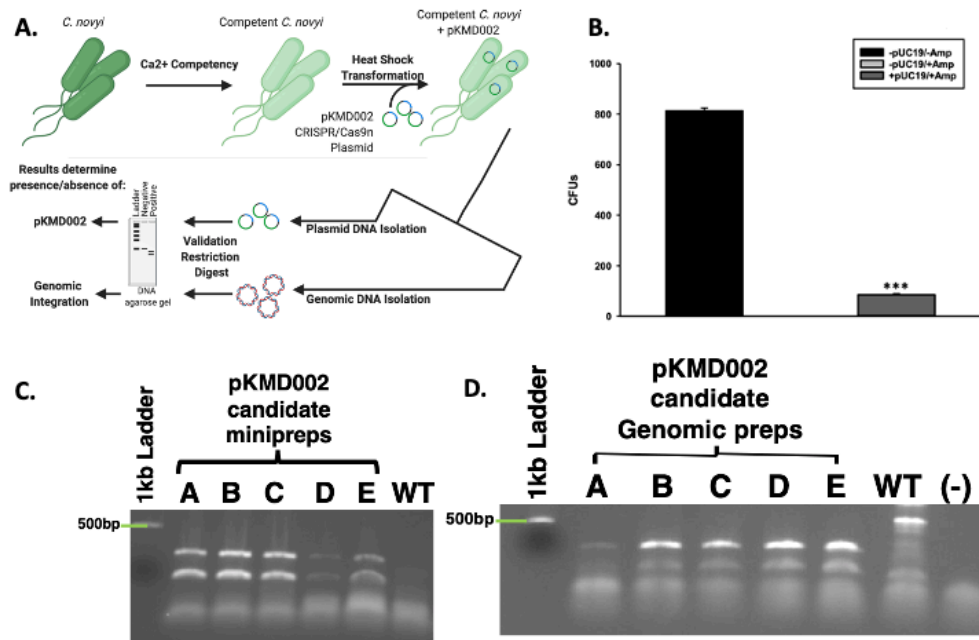 A.
C. novyi
Competent C. novyi
Competent C. novyi
+ pKMD002
Ca2+ Competency
Heat Shock
Transformation
pKMD002
CRISPR/Cas9n
Plasmid
Results determine
presence/absence of:
Ladder
Negative
Positive
pKMD002
Validation
Restriction
Digest
Plasmid DNA Isolation
Genomic
Integration
DNA
agarose gel
Genomic DNA Isolation
B.
-pUC19/-Amp
-pUC19/+Amp
+pUC19/+Amp
1000
800
600
400
200
0
CFUs
***
C.
1kb Ladder
pKMD002
candidate
minipreps
A B C D E WT
500bp
D.
1kb Ladder
pKMD002
candidate
Genomic preps
A B C D E WT (-)
500bp